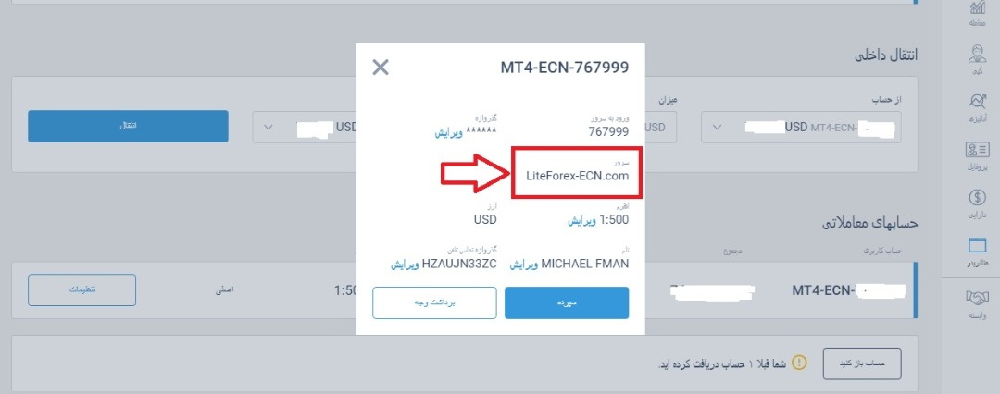 معامله
کپی
آنالیزها
پروفایل
دارایی
متاتریدر
وابسته
انتقال داخلی
از حساب
USD MT4-ECN-
میزان
USD
USD
انتقال
حسابهای معاملاتی
حساب کاربری
مجموع
MT4-ECN-
1:50
اصلی
تنظیمات
حساب باز کنید
شما قبلا ۱ حساب دریافت کرده اید.
MT4-ECN-767999
ورود به سرور
767999
گذرواژه
****** ویرایش
سرور
LiteForex-ECN.com
اهرم
1:500 ویرایش
ارز
USD
نام
MICHAEL FMAN ویرایش
گذرواژه تماس تلفن
HZAUJN33ZC ویرایش
سپرده
برداشت وجه